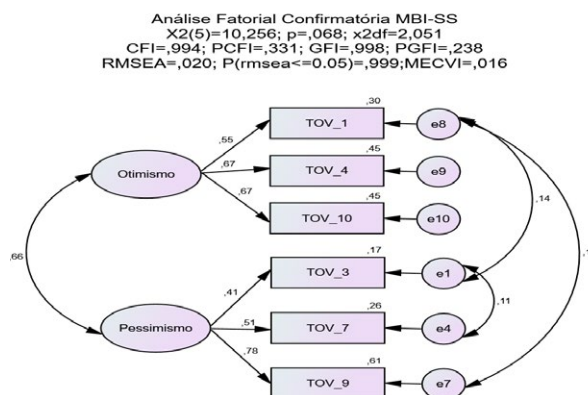 Análise Fatorial Confirmatória MBI-SS
X2(5)=10,256; p=,068; x2df=2,051
CFI=,994; PCFI=,331; GFI=,998; PGFI=,238
RMSEA=,020; P(rmsea<=0.05)=,999;MECVI=,016
,30
TOV_1
e8
,55
,45
,67
TOV_4
e9
Otimismo
,14
,67
,45
TOV_10
e10
,66
,17
TOV_3
e1
,41
,11
,26
Pessimismo
,51
TOV_7
e4
,78
,61
TOV_9
e7